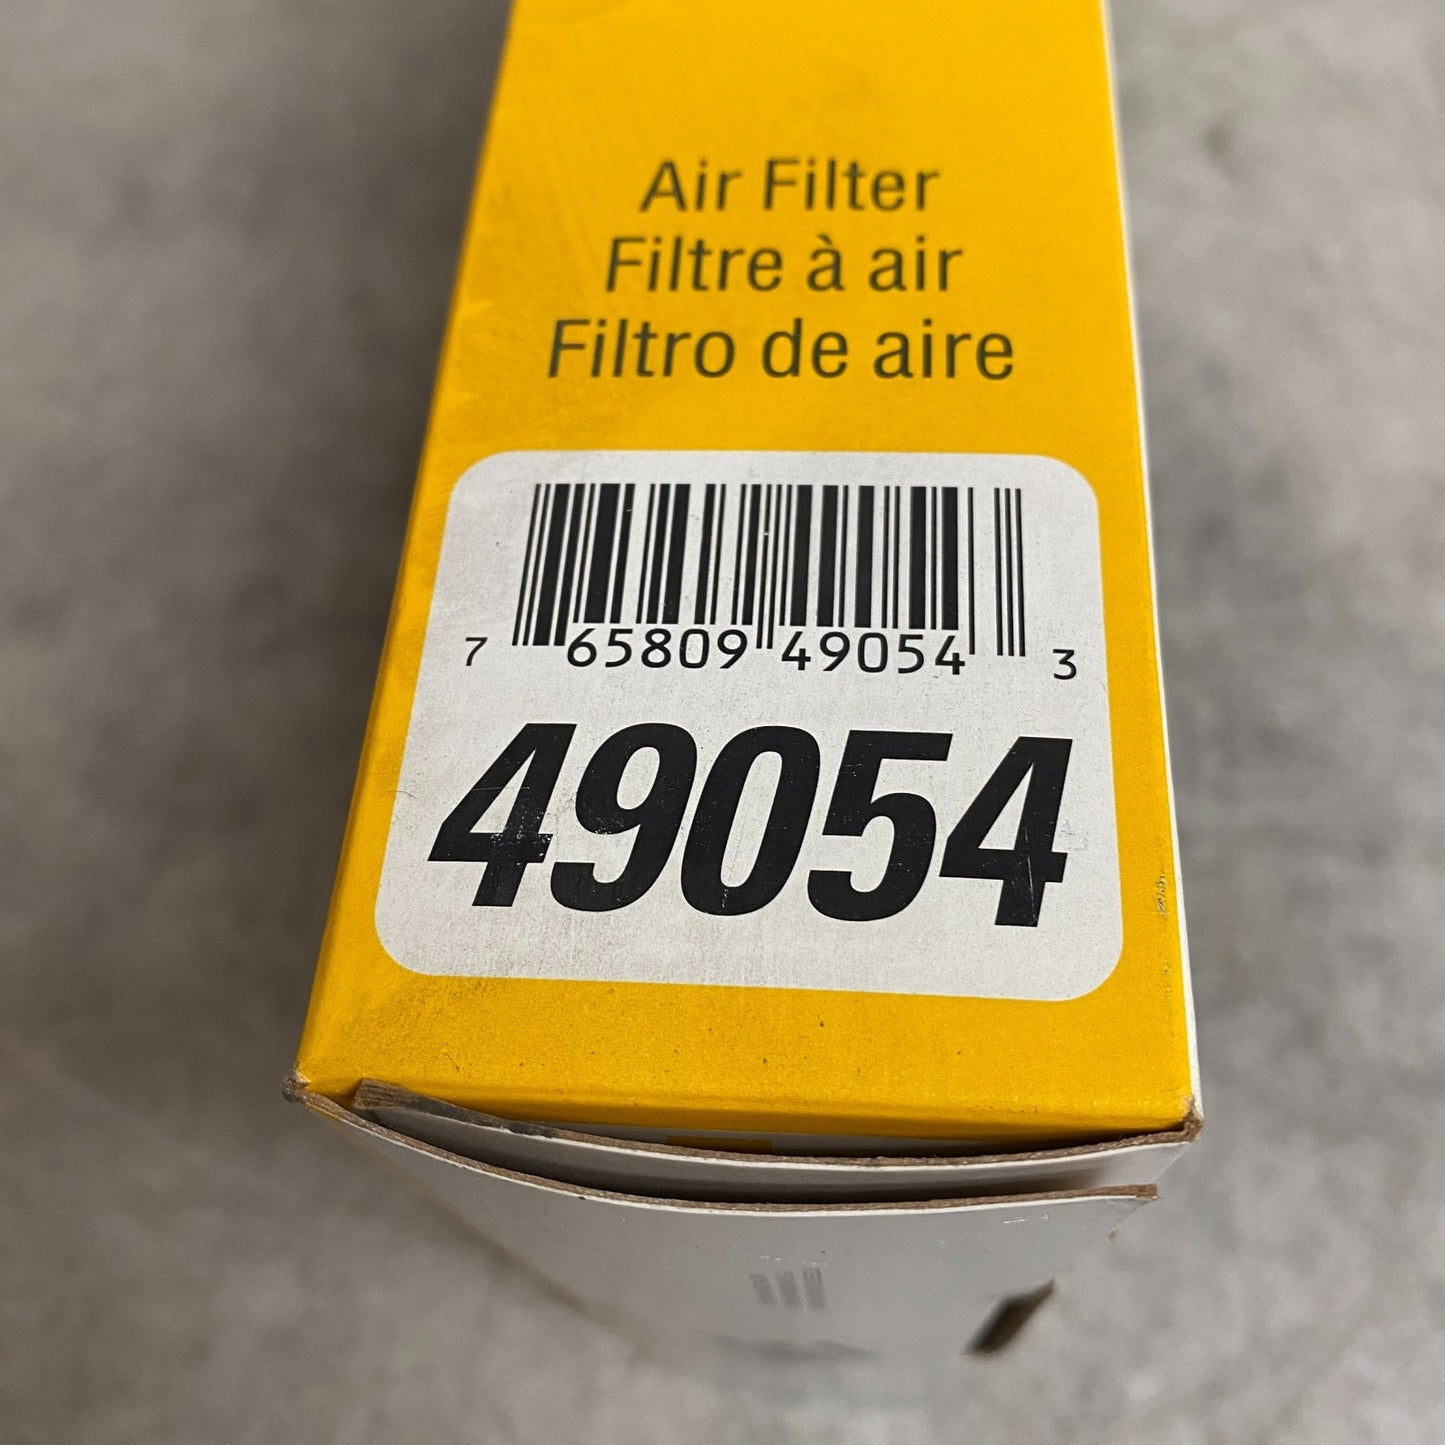 Air Filter
Filtre à air
Filtro de aire
7 65809 49054 3
49054